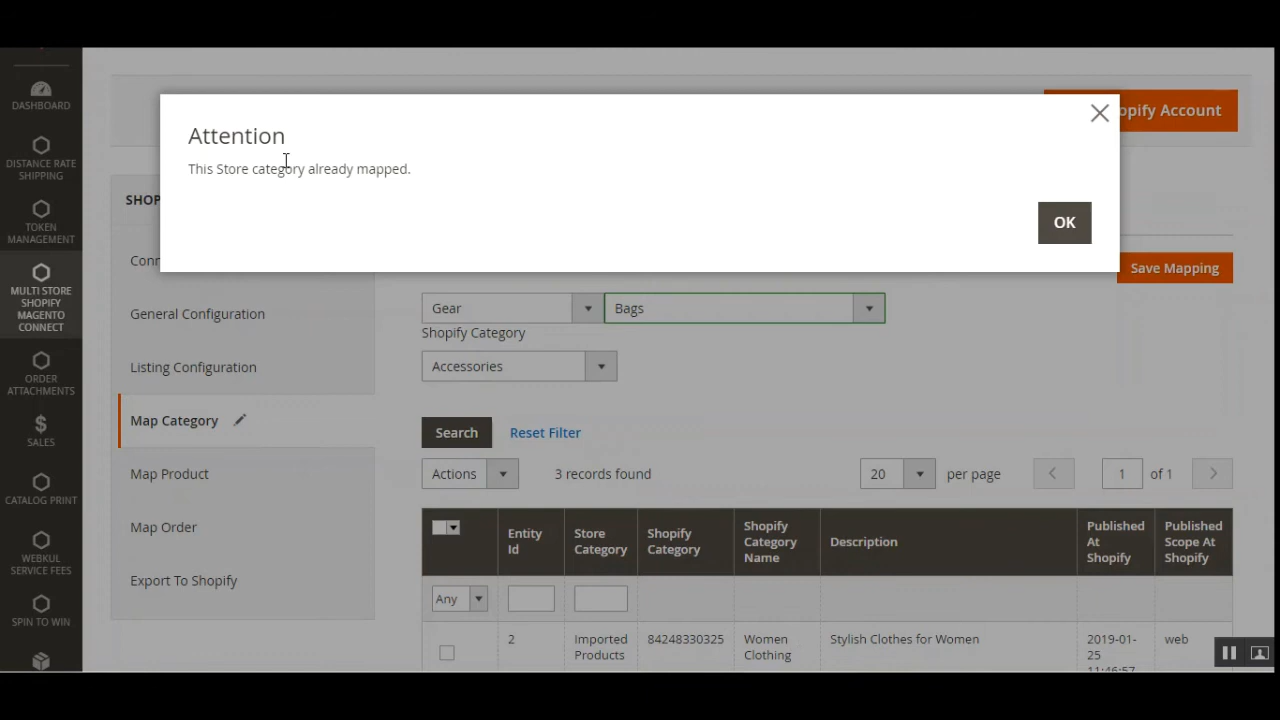 DASHBOARD
DISTANCE RATE
SHIPPING
TOKEN
MANAGEMENT
MULTI STORE
SHOPIFY
MAGENTO
CONNECT
ORDER
ATTACHMENTS
SALES
CATALOG PRINT
WEBKUL
SERVICE FEES
SPIN TO WIN
Attention
This Store category already mapped.
OK
opify Account
SHOP
Conn
General Configuration
Listing Configuration
Map Category
Map Product
Map Order
Export To Shopify
Save Mapping
Gear
Bags
Shopify Category
Accessories
Search
Reset Filter
Actions
3 records found
20
per page
1
of 1
Entity
Id
Store
Category
Shopify
Category
Shopify
Category
Name
Description
Published
At
Shopify
Published
Scope At
Shopify
Any
2
Imported
Products
84248330325
Women
Clothing
Stylish Clothes for Women
2019-01-
25
11:46:57
web